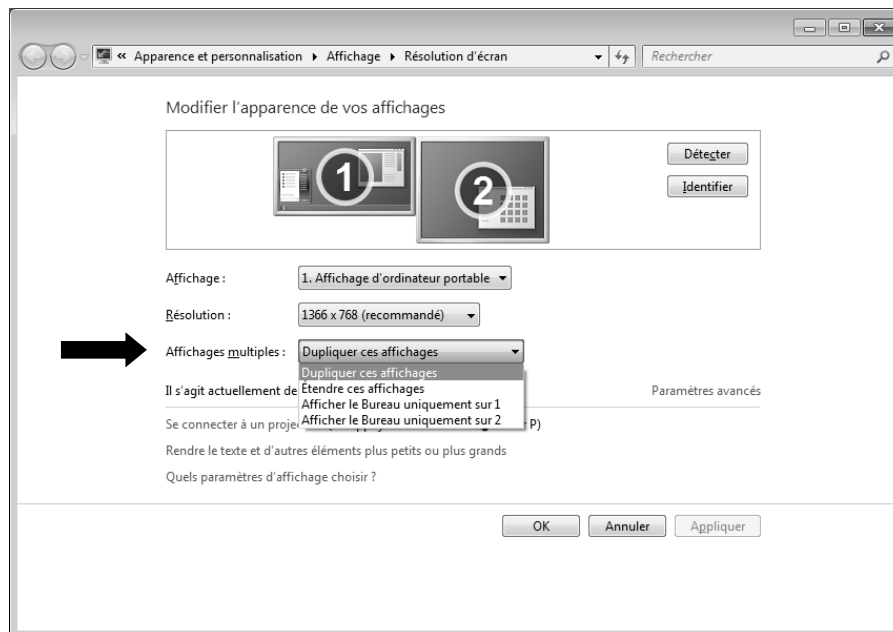 « Apparence et personnalisation ▸ Affichage ▸ Résolution d'écran Rechercher
Modifier l'apparence de vos affichages
1 2
Détecter
Identifier
Affichage : 1. Affichage d'ordinateur portable
Résolution : 1366 x 768 (recommandé)
Affichages multiples : Dupliquer ces affichages
Dupliquer ces affichages
Étendre ces affichages
Afficher le Bureau uniquement sur 1
Afficher le Bureau uniquement sur 2
Il s'agit actuellement de Paramètres avancés
Se connecter à un P)
Rendre le texte et d'autres éléments plus petits ou plus grands
Quels paramètres d'affichage choisir ?
OK Annuler Appliquer